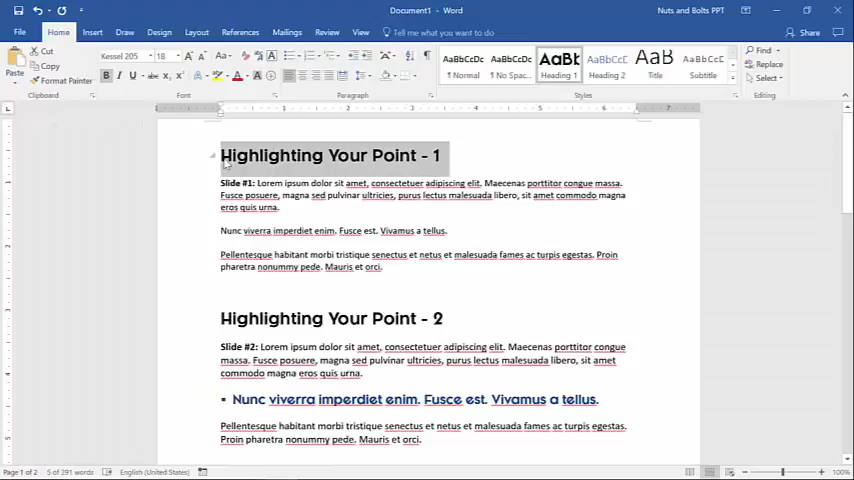 Document1 - Word
Nuts and Bolts PPT
File Home Insert Draw Design Layout References Mailings Review View Tell me what you want to do
Share
Cut
Copy
Format Painter
Paste
Clipboard
Kessel 205 18
Font
Paragraph
AaBbCcDc AaBbCcDc AaBb( AaBbCcC AaB AaBbCcC
¶ Normal ¶ No Spac... Heading 1 Heading 2 Title Subtitle
Styles
Find
Replace
Select
Editing
Highlighting Your Point - 1
Slide #1: Lorem ipsum dolor sit amet, consectetuer adipiscing elit. Maecenas porttitor congue massa.
Fusce posuere, magna sed pulvinar ultricies, purus lectus malesuada libero, sit amet commodo magna
eros quis urna.
Nunc viverra imperdiet enim. Fusce est. Vivamus a tellus.
Pellentesque habitant morbi tristique senectus et netus et malesuada fames ac turpis egestas. Proin
pharetra nonummy pede. Mauris et orci.
Highlighting Your Point - 2
Slide #2: Lorem ipsum dolor sit amet, consectetuer adipiscing elit. Maecenas porttitor congue
massa. Fusce posuere, magna sed pulvinar ultricies, purus lectus malesuada libero, sit amet
commodo magna eros quis urna.
▪ Nunc viverra imperdiet enim. Fusce est. Vivamus a tellus.
Pellentesque habitant morbi tristique senectus et netus et malesuada fames ac turpis egestas.
Proin pharetra nonummy pede. Mauris et orci.
Page 1 of 2 5 of 391 words English (United States) 100%